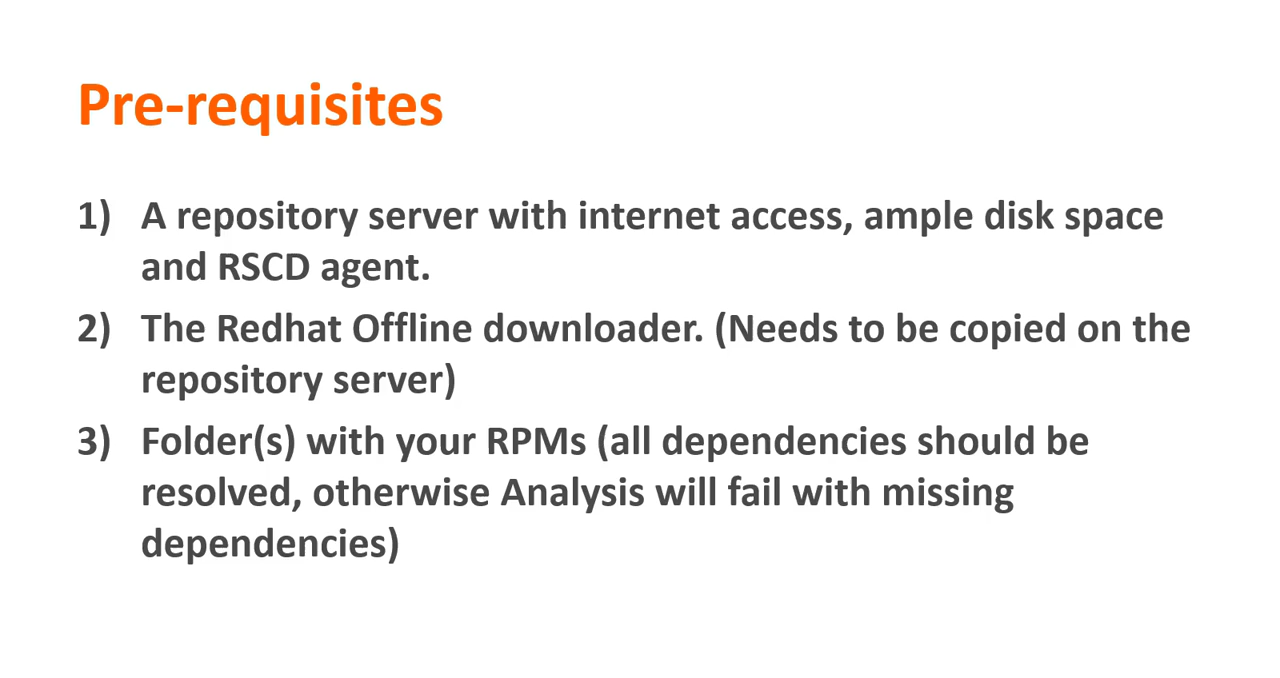 Pre-requisites
1) A repository server with internet access, ample disk space
and RSCD agent.
2) The Redhat Offline downloader. (Needs to be copied on the
repository server)
3) Folder(s) with your RPMs (all dependencies should be
resolved, otherwise Analysis will fail with missing
dependencies)